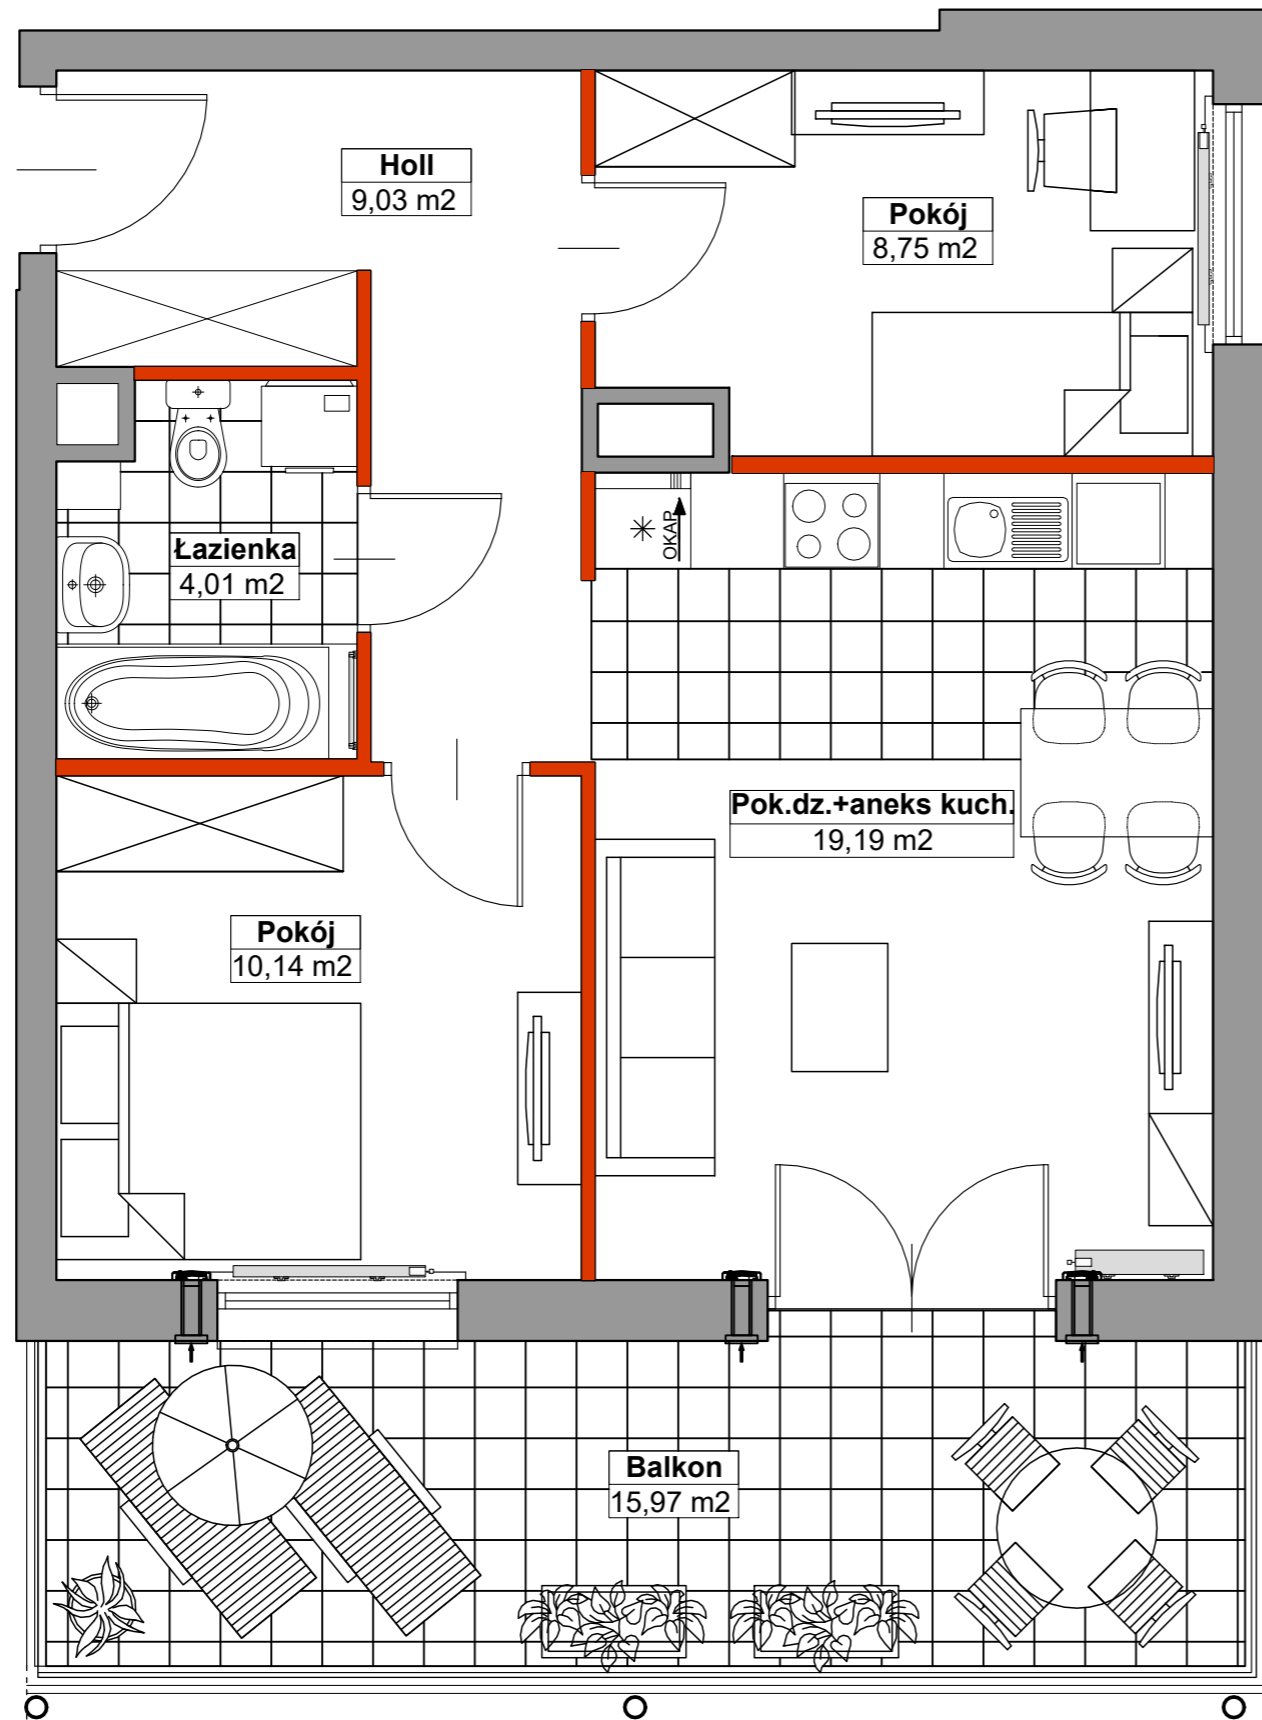 Holl
9,03 m2
Pokój
8,75 m2
OKAP
Łazienka
4,01 m2
Pok.dz.+aneks kuch.
19,19 m2
Pokój
10,14 m2
Balkon
15,97 m2